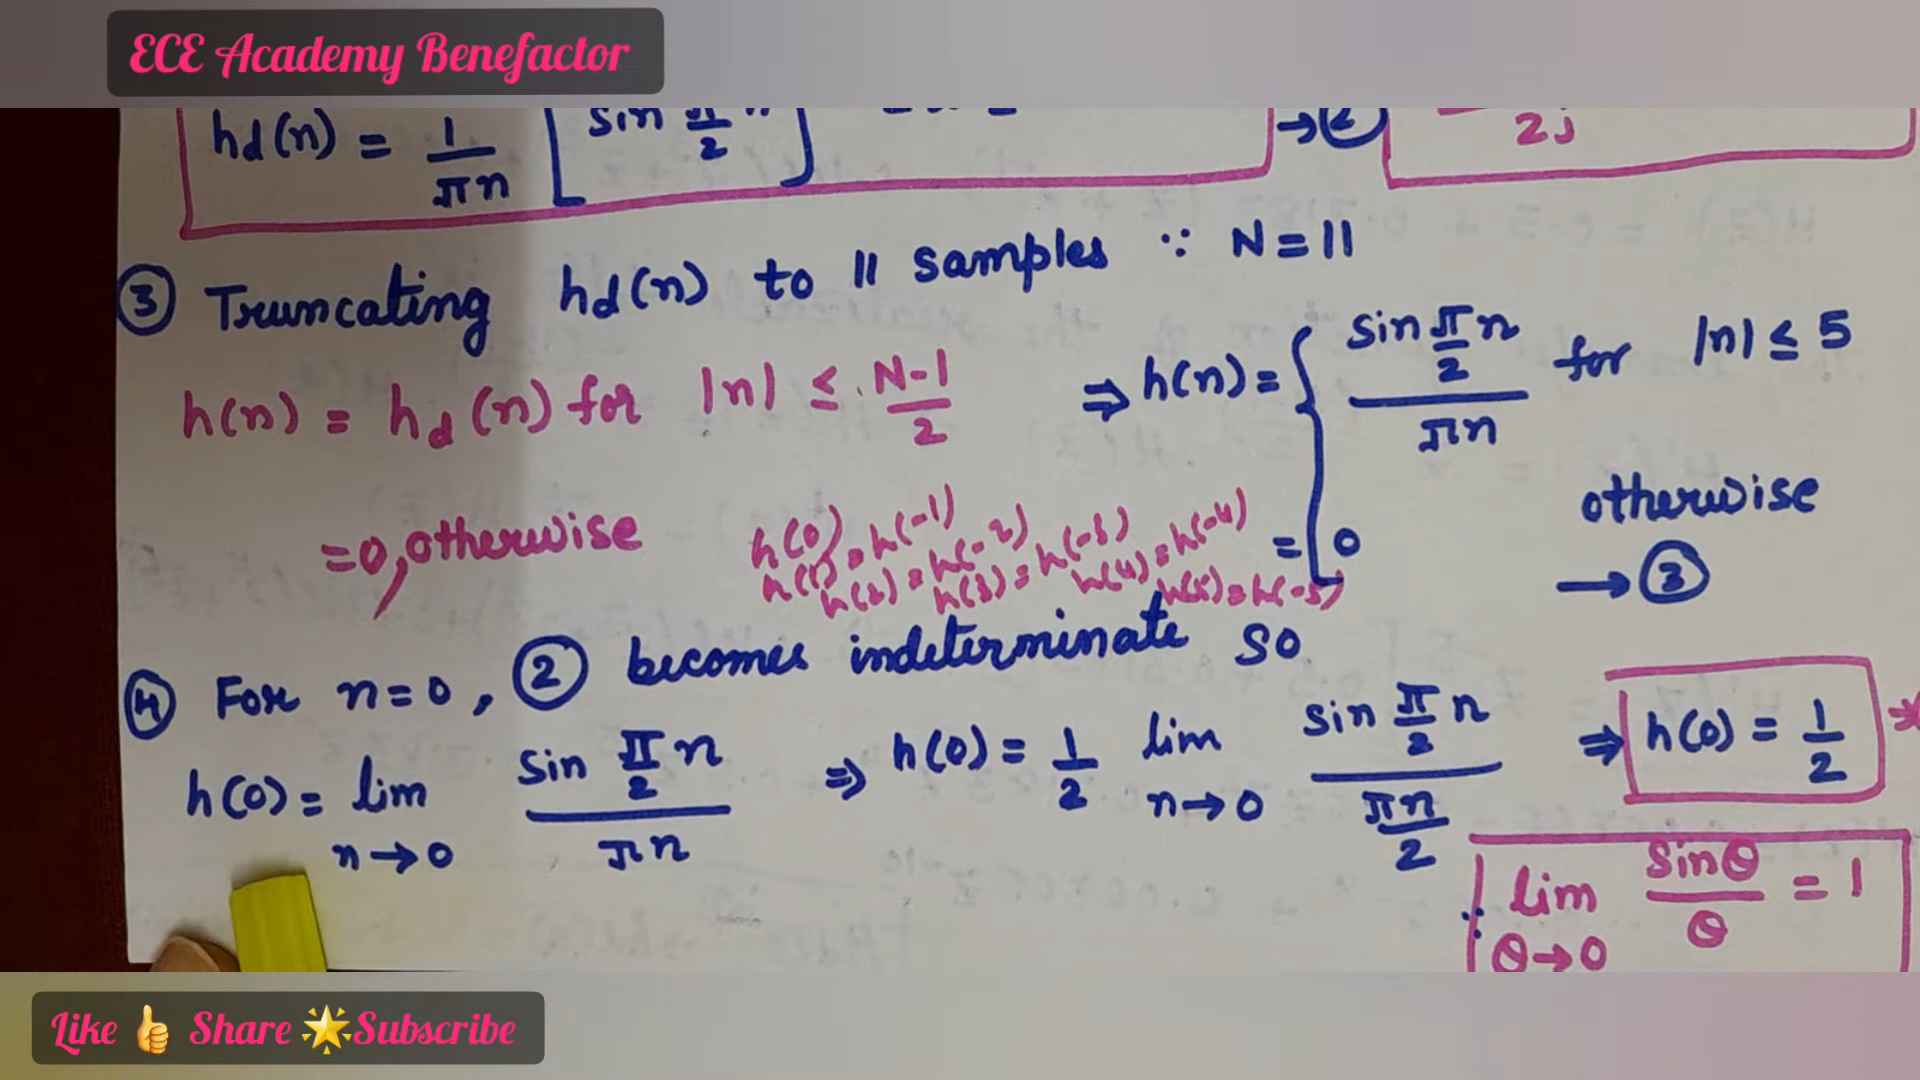 ECE Academy Benefactor
hd(n) = 1/πn [sin π/2 n] → ②
2j
③ Truncating hd(n) to 11 samples ∵ N = 11
h(n) = hd(n) for |n| ≤ N-1/2 ⇒ h(n) = { sin π/2 n / πn for |n| ≤ 5
=0, otherwise = 0 otherwise
→ ③
h(0)
h(1) = h(-1)
h(2) = h(-2)
h(3) = h(-3)
h(4) = h(-4)
h(5) = h(-5)
④ For n=0, ② becomes indeterminate so
h(0) = lim n→0 sin π/2 n / πn ⇒ h(0) = 1/2 lim n→0 sin π/2 n / πn/2 ⇒ h(0) = 1/2
∵ lim θ→0 sinθ/θ = 1
Like 👍 Share 🌟Subscribe